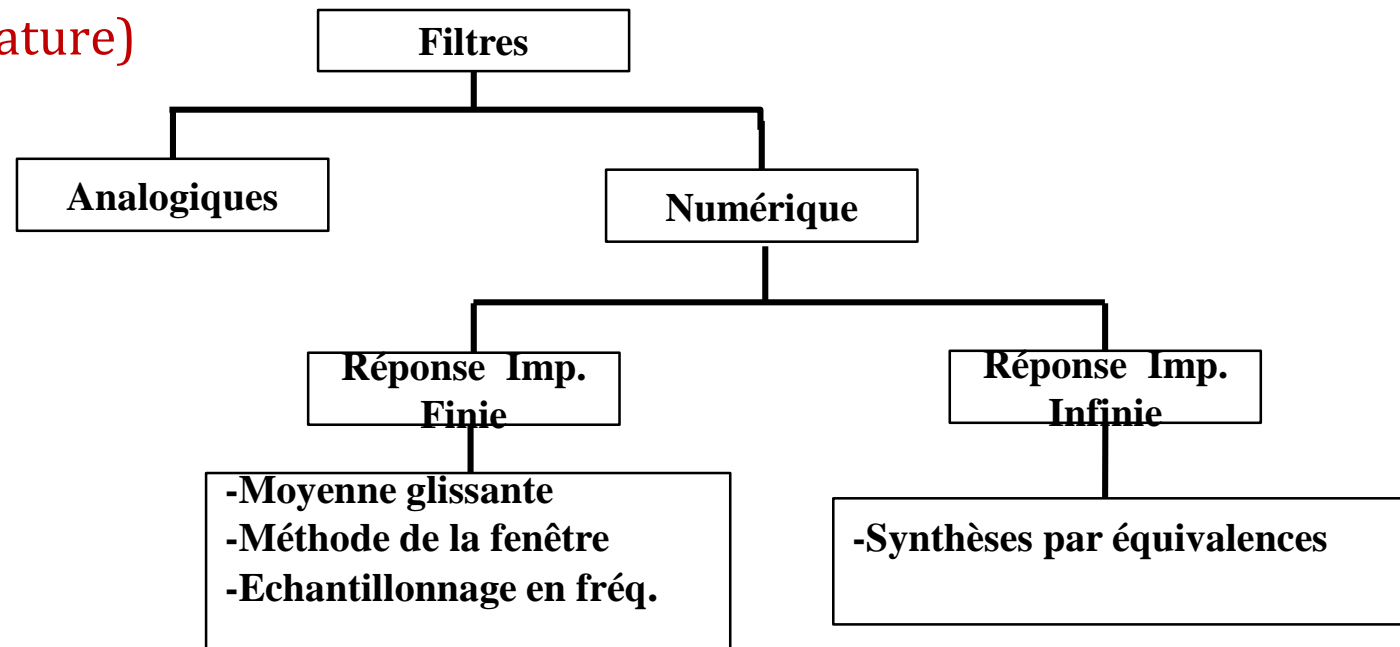 ature)
Filtres
Analogiques
Numérique
Réponse Imp.
Finie
Réponse Imp.
Infinie
-Moyenne glissante
-Méthode de la fenêtre
-Echantillonnage en fréq.
-Synthèses par équivalences